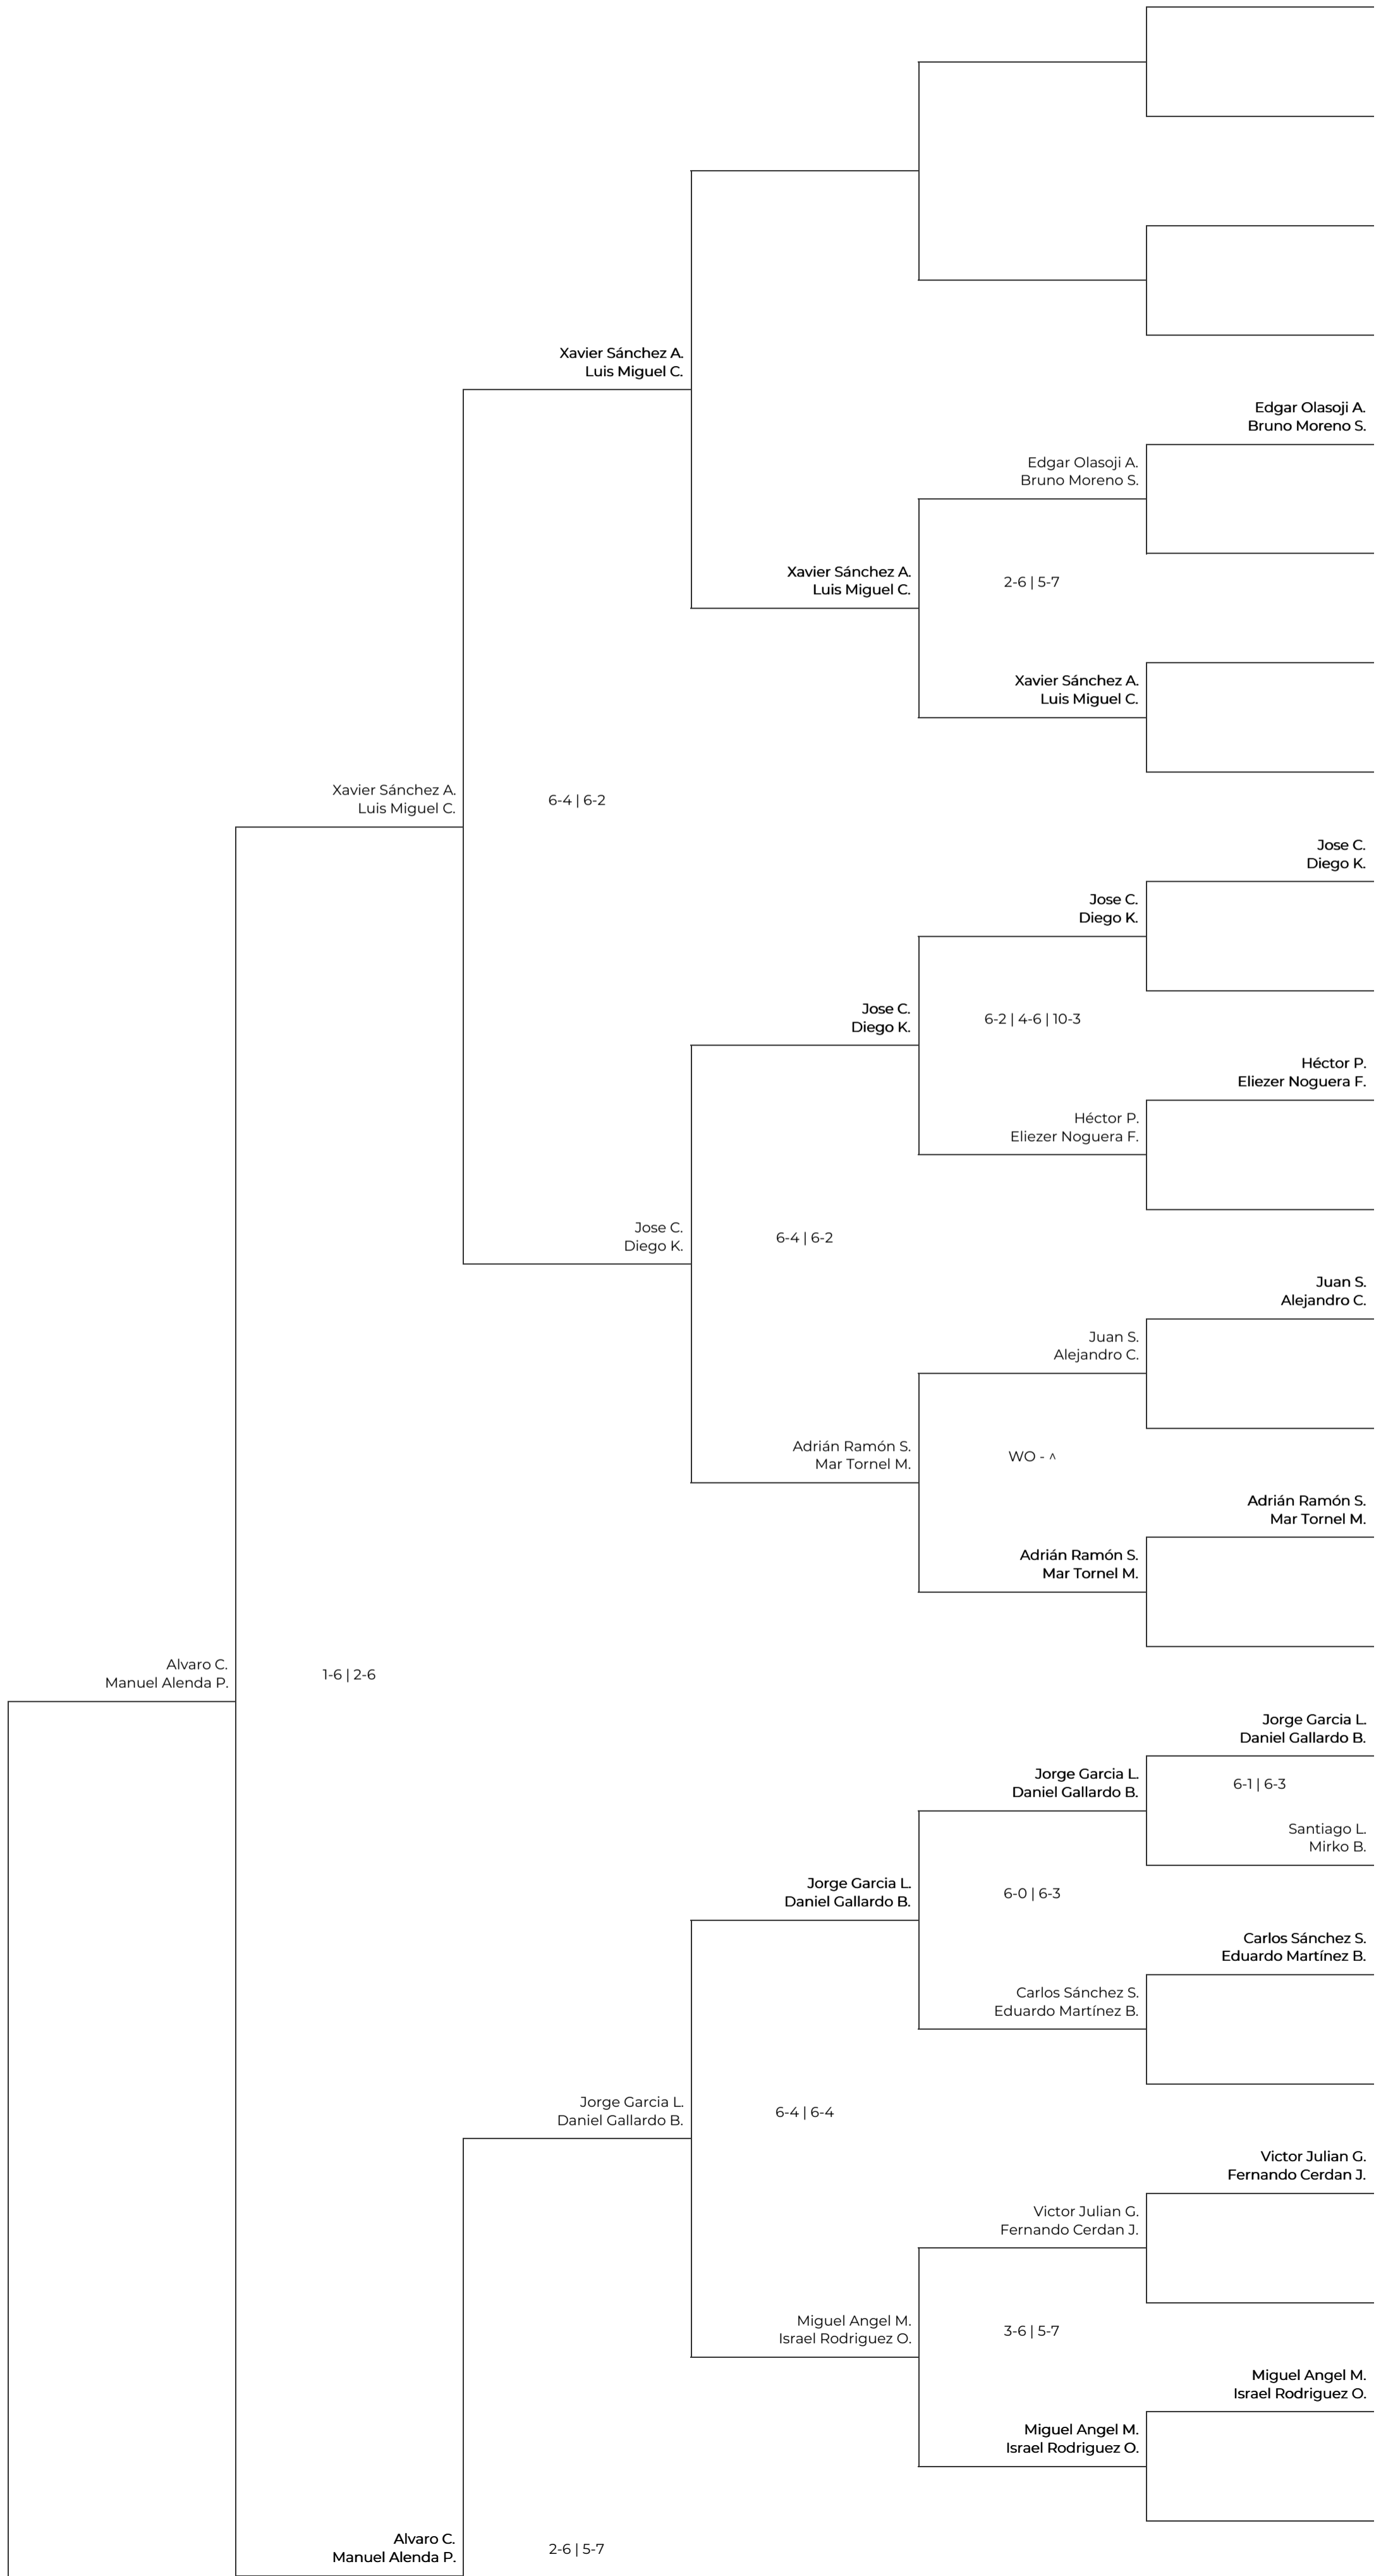 Xavier Sánchez A.
Luis Miguel C.
Edgar Olasoji A.
Bruno Moreno S.
Edgar Olasoji A.
Bruno Moreno S.
Xavier Sánchez A.
Luis Miguel C.
2-6 | 5-7
Xavier Sánchez A.
Luis Miguel C.
Xavier Sánchez A.
Luis Miguel C.
6-4 | 6-2
Jose C.
Diego K.
Jose C.
Diego K.
Jose C.
Diego K.
6-2 | 4-6 | 10-3
Héctor P.
Eliezer Noguera F.
Héctor P.
Eliezer Noguera F.
Jose C.
Diego K.
6-4 | 6-2
Juan S.
Alejandro C.
Juan S.
Alejandro C.
Adrián Ramón S.
Mar Tornel M.
WO - ^
Adrián Ramón S.
Mar Tornel M.
Adrián Ramón S.
Mar Tornel M.
Alvaro C.
Manuel Alenda P.
1-6 | 2-6
Jorge Garcia L.
Daniel Gallardo B.
Jorge Garcia L.
Daniel Gallardo B.
6-1 | 6-3
Santiago L.
Mirko B.
Jorge Garcia L.
Daniel Gallardo B.
6-0 | 6-3
Carlos Sánchez S.
Eduardo Martínez B.
Carlos Sánchez S.
Eduardo Martínez B.
Jorge Garcia L.
Daniel Gallardo B.
6-4 | 6-4
Victor Julian G.
Fernando Cerdan J.
Victor Julian G.
Fernando Cerdan J.
Miguel Angel M.
Israel Rodriguez O.
3-6 | 5-7
Miguel Angel M.
Israel Rodriguez O.
Miguel Angel M.
Israel Rodriguez O.
Alvaro C.
Manuel Alenda P.
2-6 | 5-7